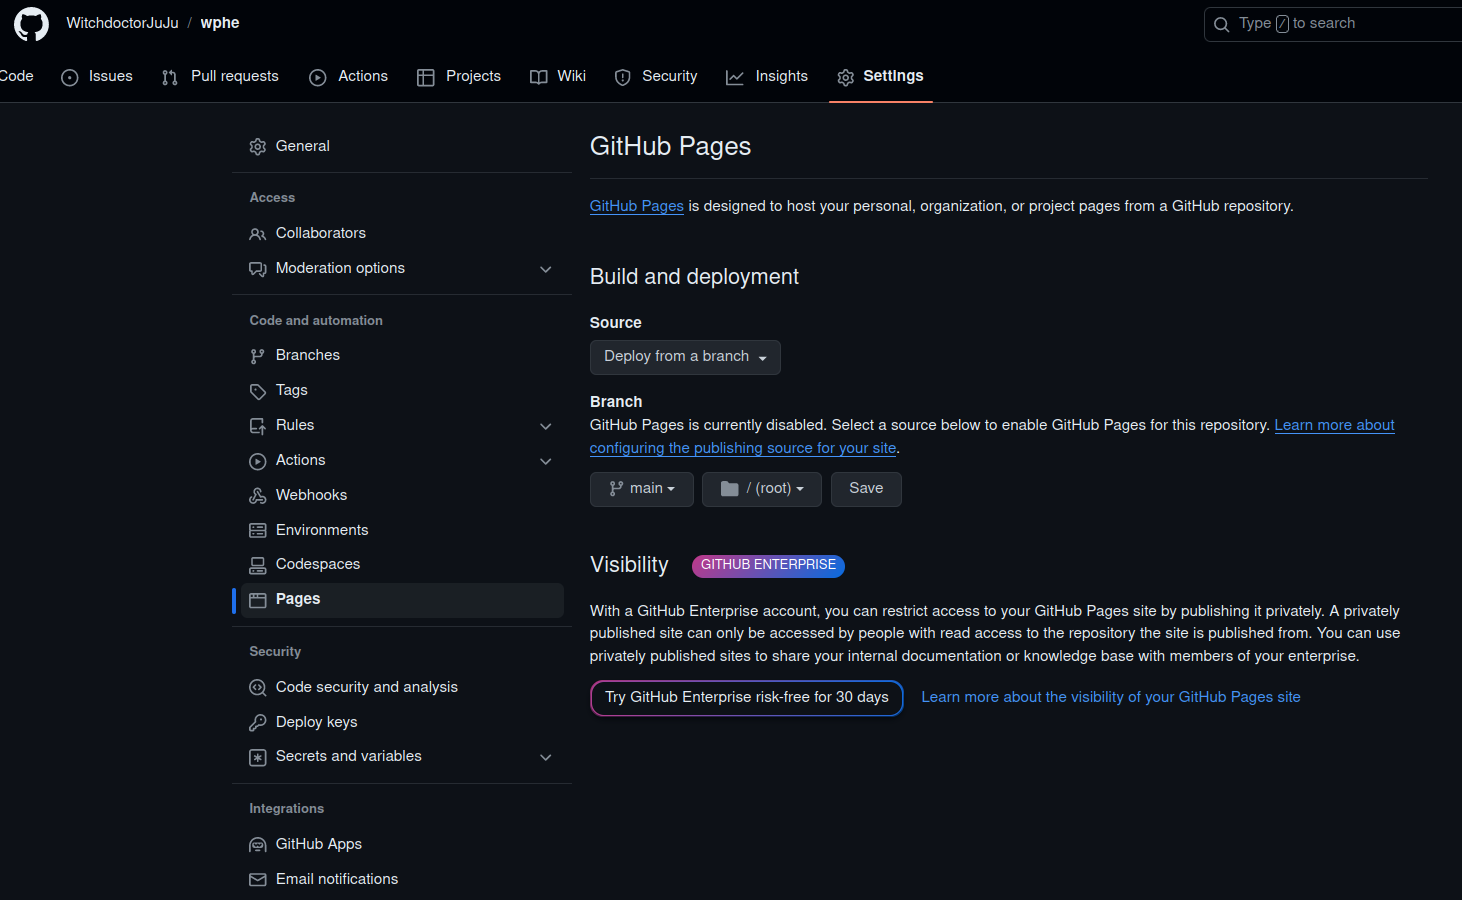 WitchdoctorJuJu / wphe
Type / to search
Code Issues Pull requests Actions Projects Wiki Security Insights Settings
General
Access
Collaborators
Moderation options
Code and automation
Branches
Tags
Rules
Actions
Webhooks
Environments
Codespaces
Pages
Security
Code security and analysis
Deploy keys
Secrets and variables
Integrations
GitHub Apps
Email notifications
GitHub Pages
GitHub Pages is designed to host your personal, organization, or project pages from a GitHub repository.
Build and deployment
Source
Deploy from a branch
Branch
GitHub Pages is currently disabled. Select a source below to enable GitHub Pages for this repository. Learn more about
configuring the publishing source for your site.
main / (root) Save
Visibility GITHUB ENTERPRISE
With a GitHub Enterprise account, you can restrict access to your GitHub Pages site by publishing it privately. A privately
published site can only be accessed by people with read access to the repository the site is published from. You can use
privately published sites to share your internal documentation or knowledge base with members of your enterprise.
Try GitHub Enterprise risk-free for 30 days Learn more about the visibility of your GitHub Pages site